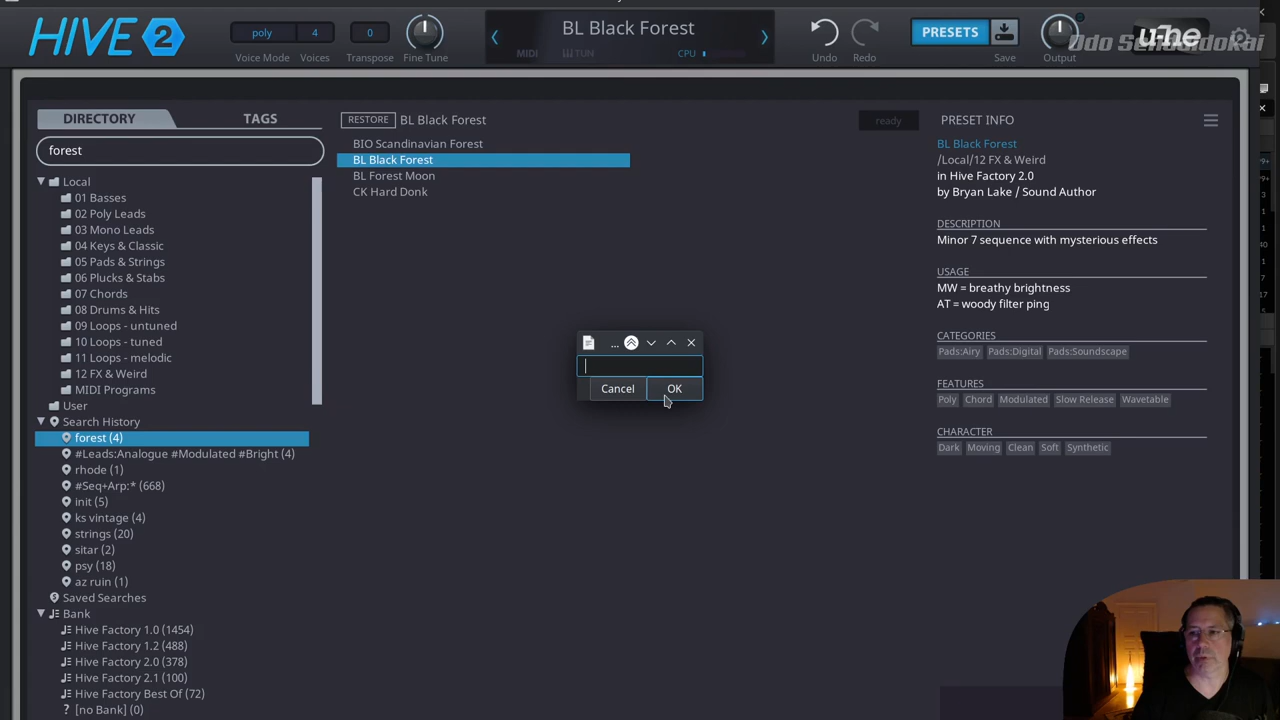 HIVE 2
poly 4 0
Voice Mode Voices Transpose Fine Tune
BL Black Forest
MIDI TUN CPU
Undo Redo
PRESETS
Save
Output
u-he
DIRECTORY TAGS
forest
Local
01 Basses
02 Poly Leads
03 Mono Leads
04 Keys & Classic
05 Pads & Strings
06 Plucks & Stabs
07 Chords
08 Drums & Hits
09 Loops - untuned
10 Loops - tuned
11 Loops - melodic
12 FX & Weird
MIDI Programs
User
Search History
forest (4)
#Leads:Analogue #Modulated #Bright (4)
rhode (1)
#Seq+Arp:* (668)
init (5)
ks vintage (4)
strings (20)
sitar (2)
psy (18)
az ruin (1)
Saved Searches
Bank
Hive Factory 1.0 (1454)
Hive Factory 1.2 (488)
Hive Factory 2.0 (378)
Hive Factory 2.1 (100)
Hive Factory Best Of (72)
? [no Bank] (0)
RESTORE BL Black Forest
ready
BIO Scandinavian Forest
BL Black Forest
BL Forest Moon
CK Hard Donk
...
Cancel OK
PRESET INFO
BL Black Forest
/Local/12 FX & Weird
in Hive Factory 2.0
by Bryan Lake / Sound Author
DESCRIPTION
Minor 7 sequence with mysterious effects
USAGE
MW = breathy brightness
AT = woody filter ping
CATEGORIES
Pads:Airy Pads:Digital Pads:Soundscape
FEATURES
Poly Chord Modulated Slow Release Wavetable
CHARACTER
Dark Moving Clean Soft Synthetic